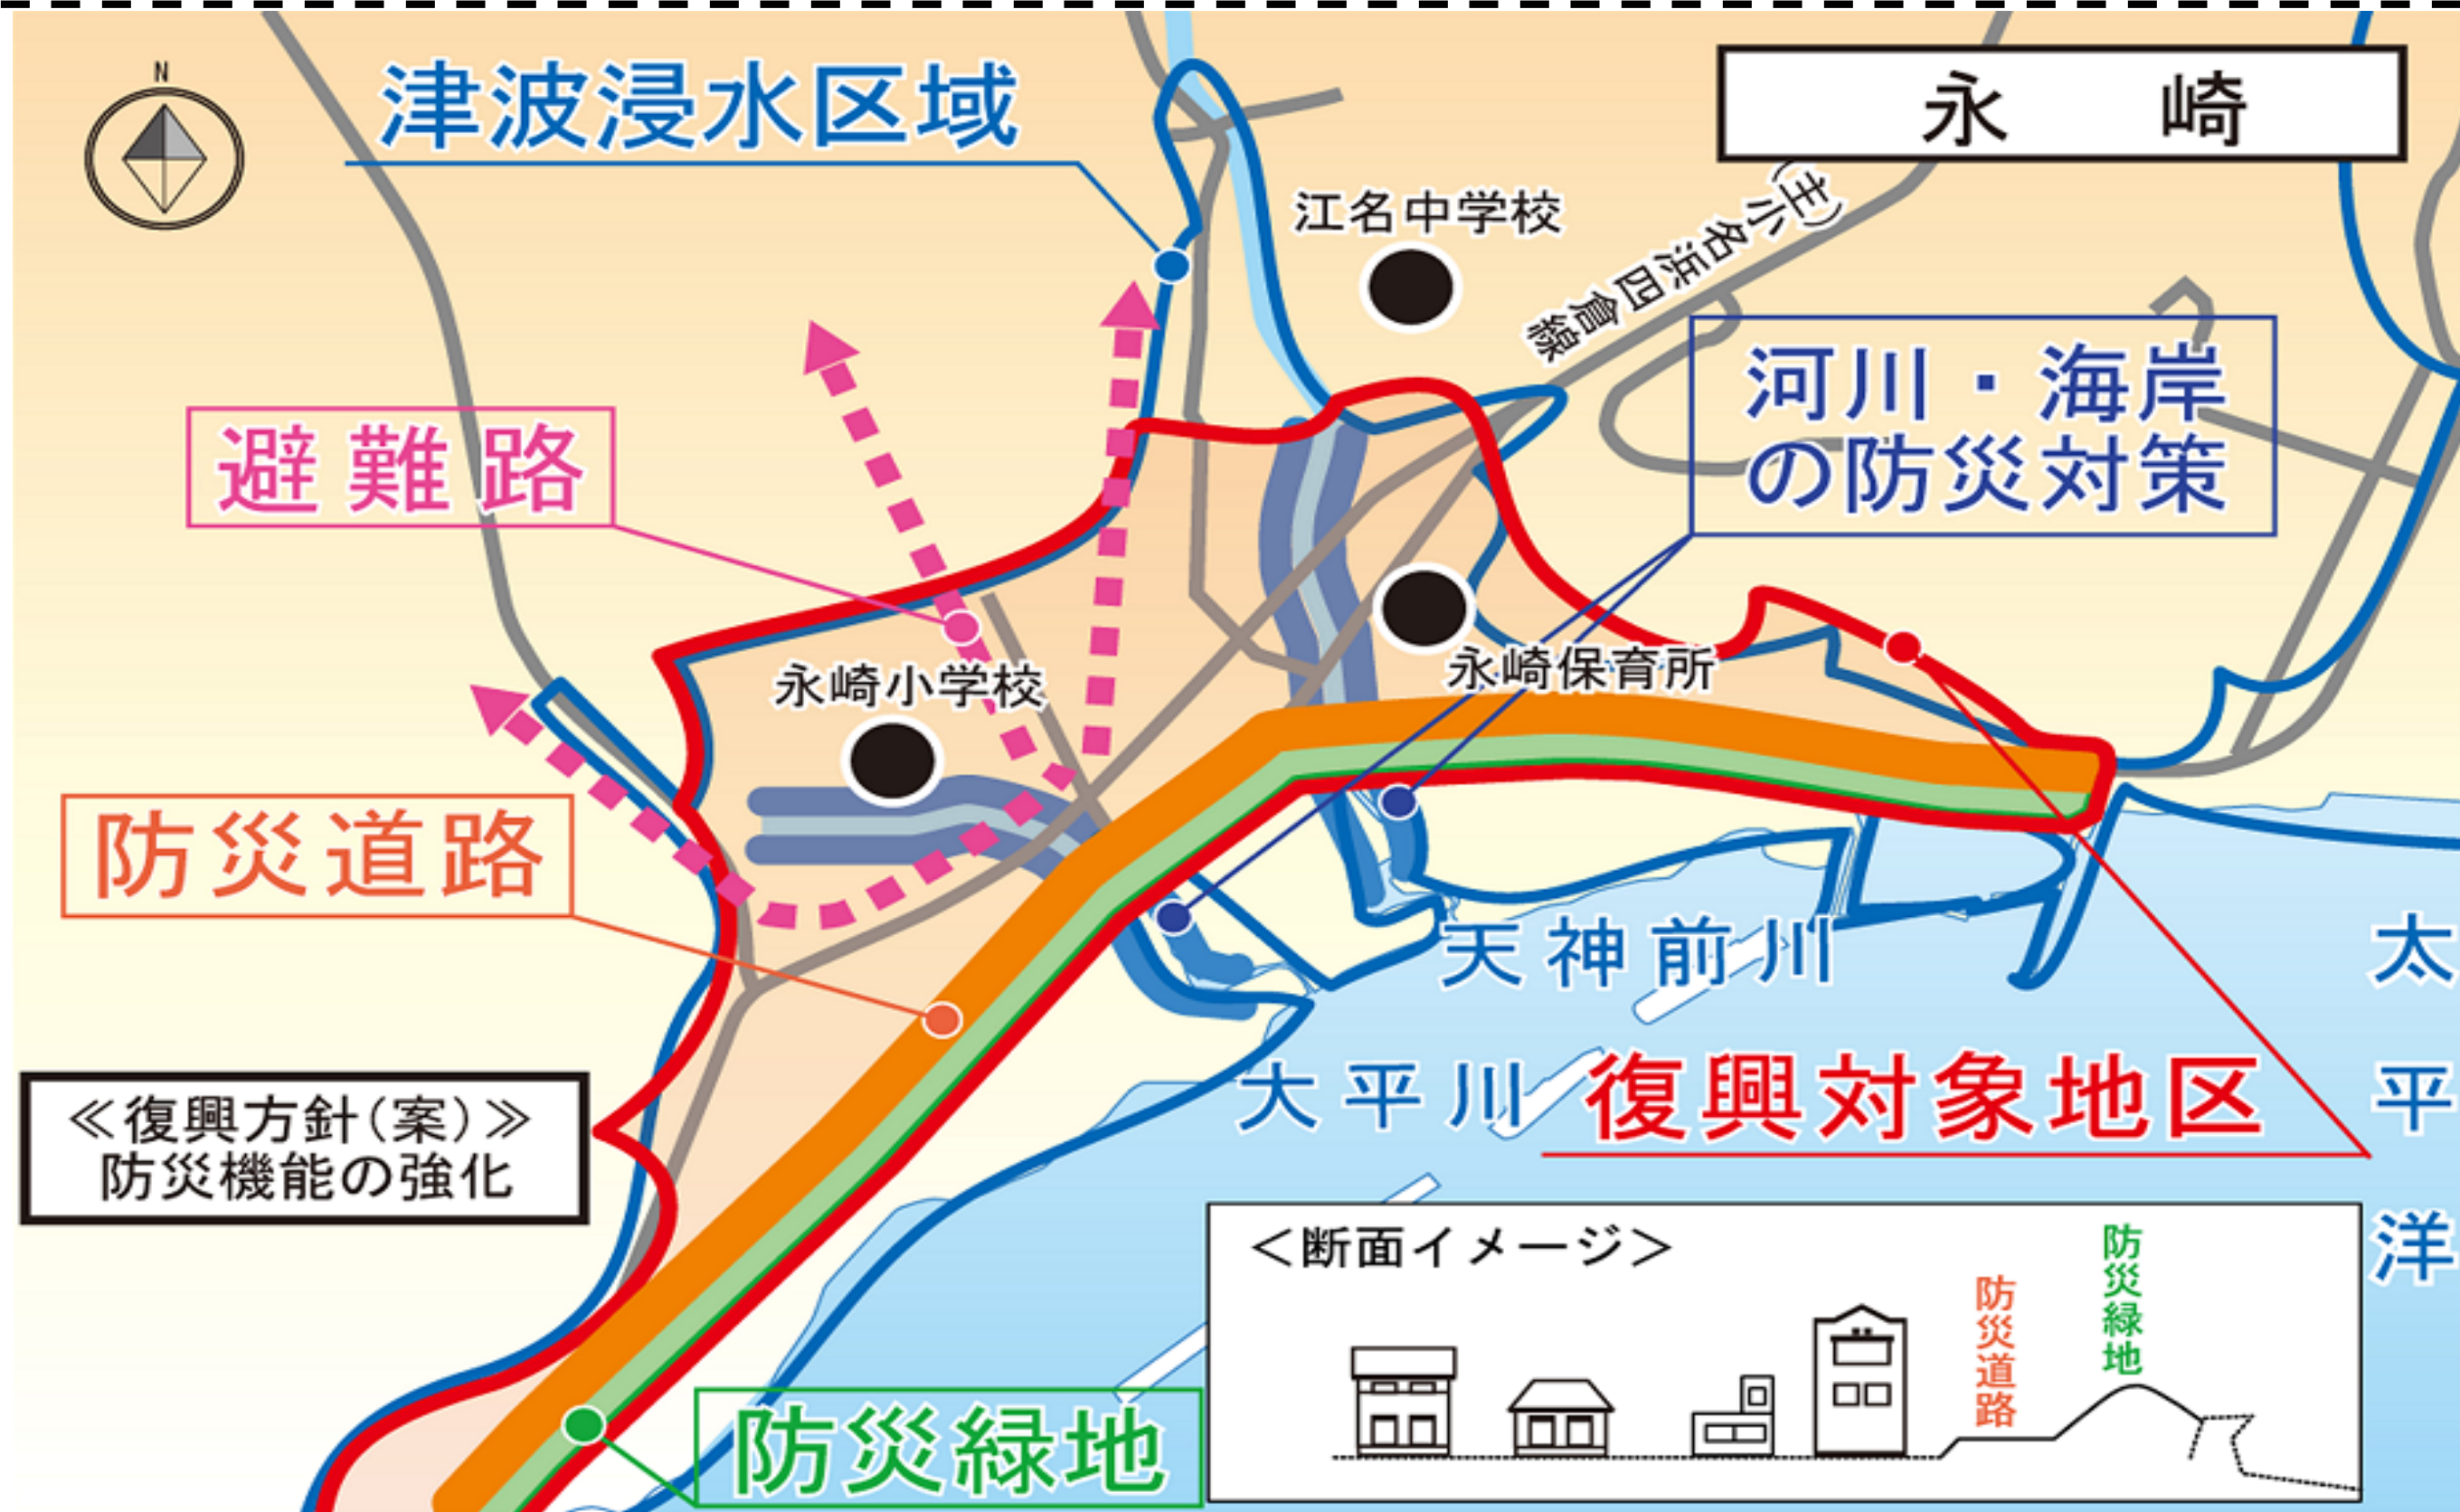 N
津波浸水区域
永崎
江名中学校
(主)小名浜四倉線
河川・海岸
の防災対策
避難路
永崎保育所
永崎小学校
防災道路
天神前川
太平洋
大平川
復興対象地区
≪復興方針(案)≫
防災機能の強化
＜断面イメージ＞
防災道路
防災緑地
防災緑地